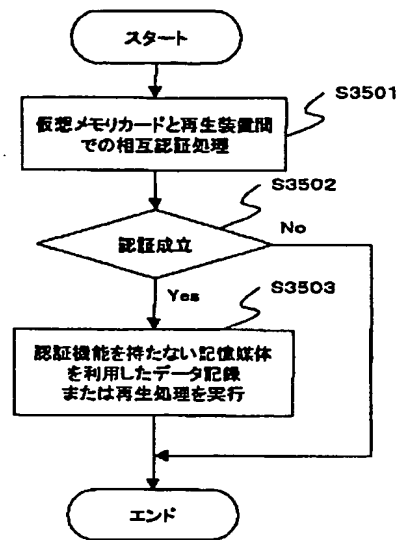 スタート
S3501
仮想メモリカードと再生装置間
での相互認証処理
S3502
認証成立
No
Yes
S3503
認証機能を持たない記憶媒体
を利用したデータ記録
または再生処理を実行
エンド